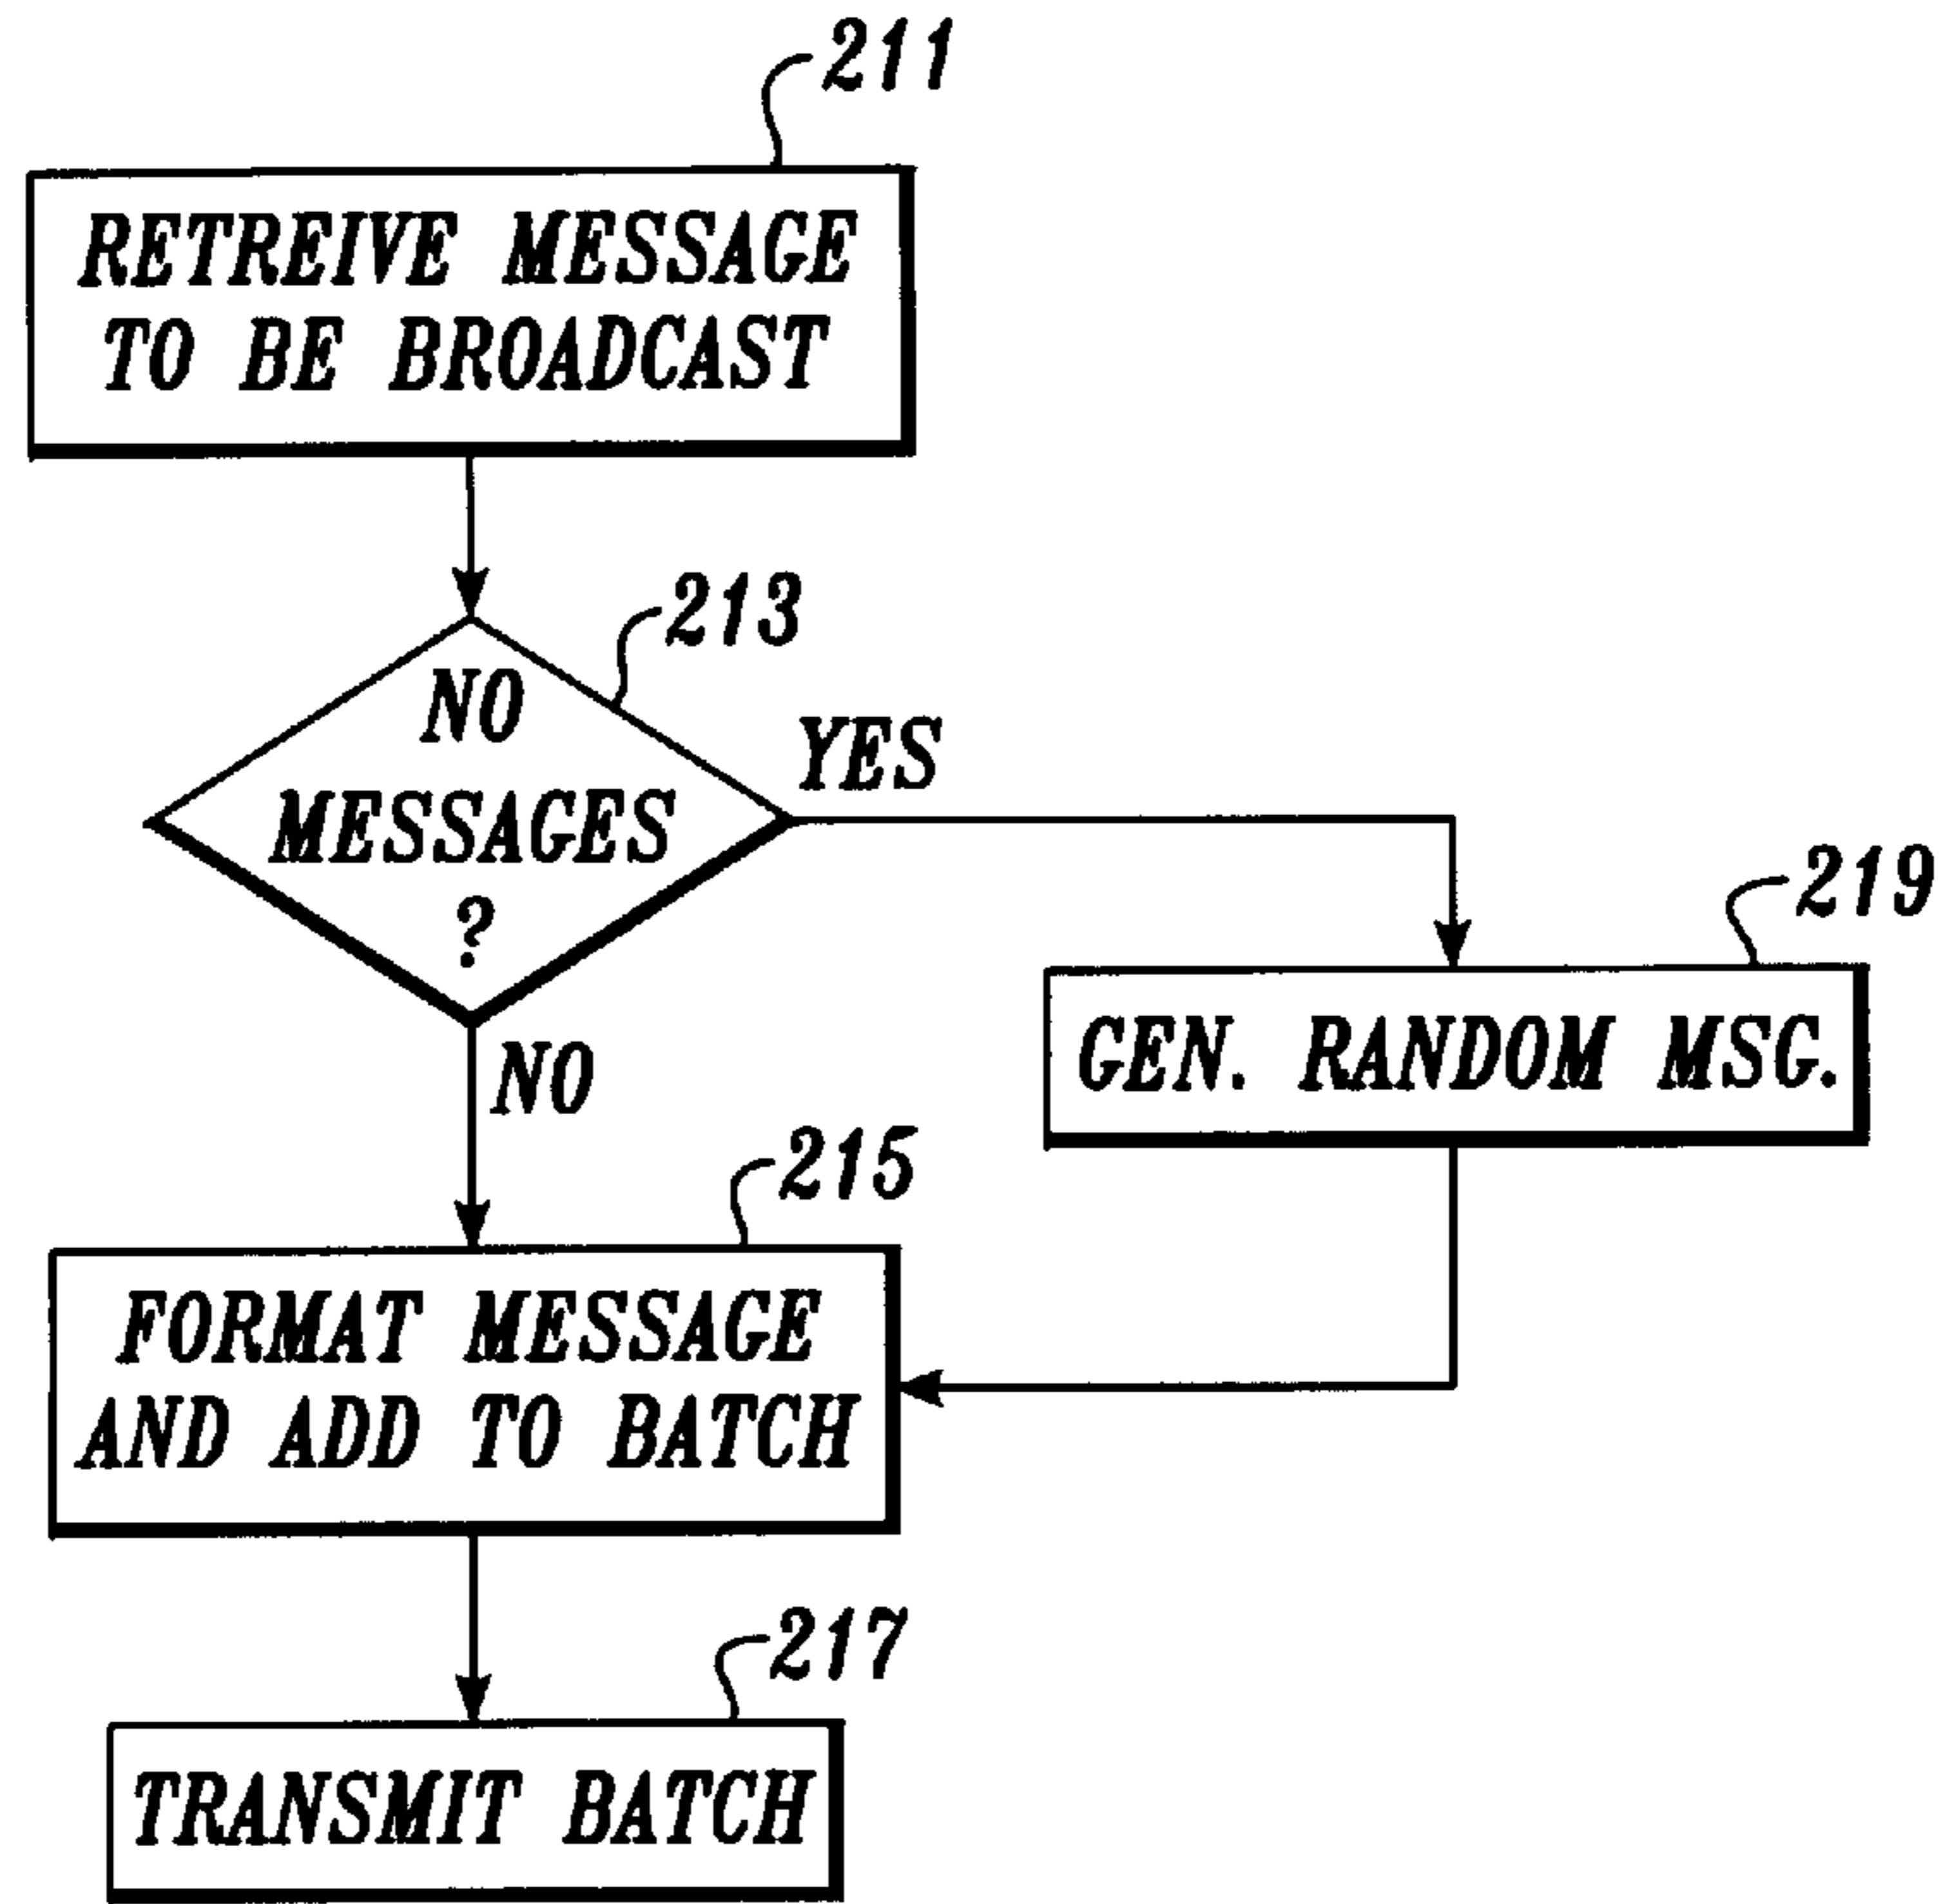 211
RETREIVE MESSAGE
TO BE BROADCAST
213
NO
MESSAGES
?
YES
219
GEN. RANDOM MSG.
NO
215
FORMAT MESSAGE
AND ADD TO BATCH
217
TRANSMIT BATCH